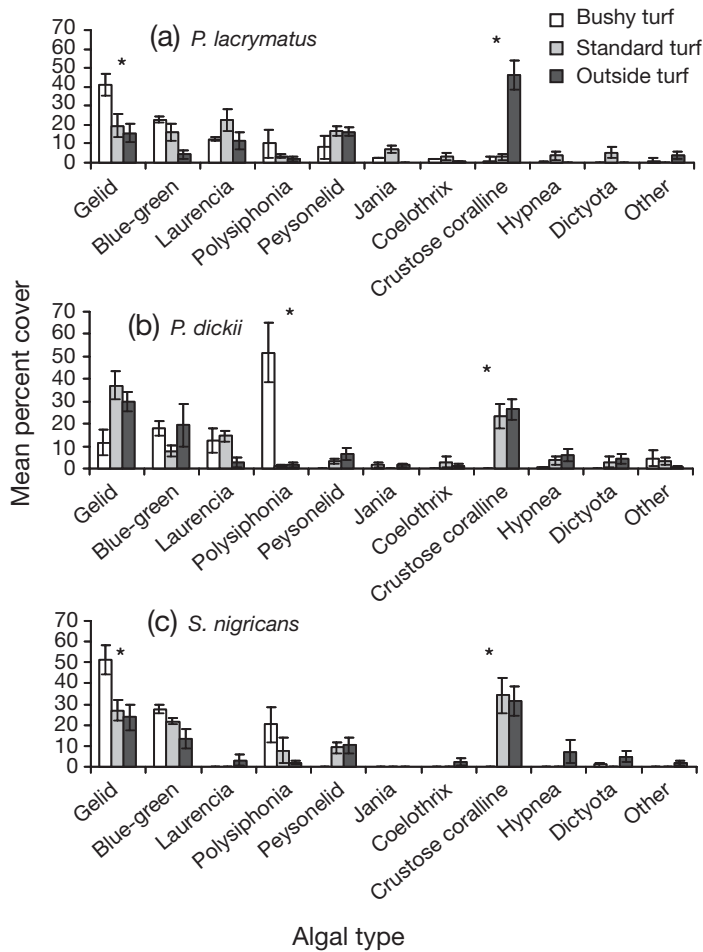 Bushy turf
Standard turf
Outside turf
(a) P. lacrymatus
*
*
70
60
50
40
30
20
10
0
Gelid
Blue-green
Laurencia
Polysiphonia
Peysonelid
Jania
Coelothrix
Crustose coralline
Hypnea
Dictyota
Other
Mean percent cover
(b) P. dickii
*
*
70
60
50
40
30
20
10
0
Gelid
Blue-green
Laurencia
Polysiphonia
Peysonelid
Jania
Coelothrix
Crustose coralline
Hypnea
Dictyota
Other
(c) S. nigricans
*
*
70
60
50
40
30
20
10
0
Gelid
Blue-green
Laurencia
Polysiphonia
Peysonelid
Jania
Coelothrix
Crustose coralline
Hypnea
Dictyota
Other
Algal type